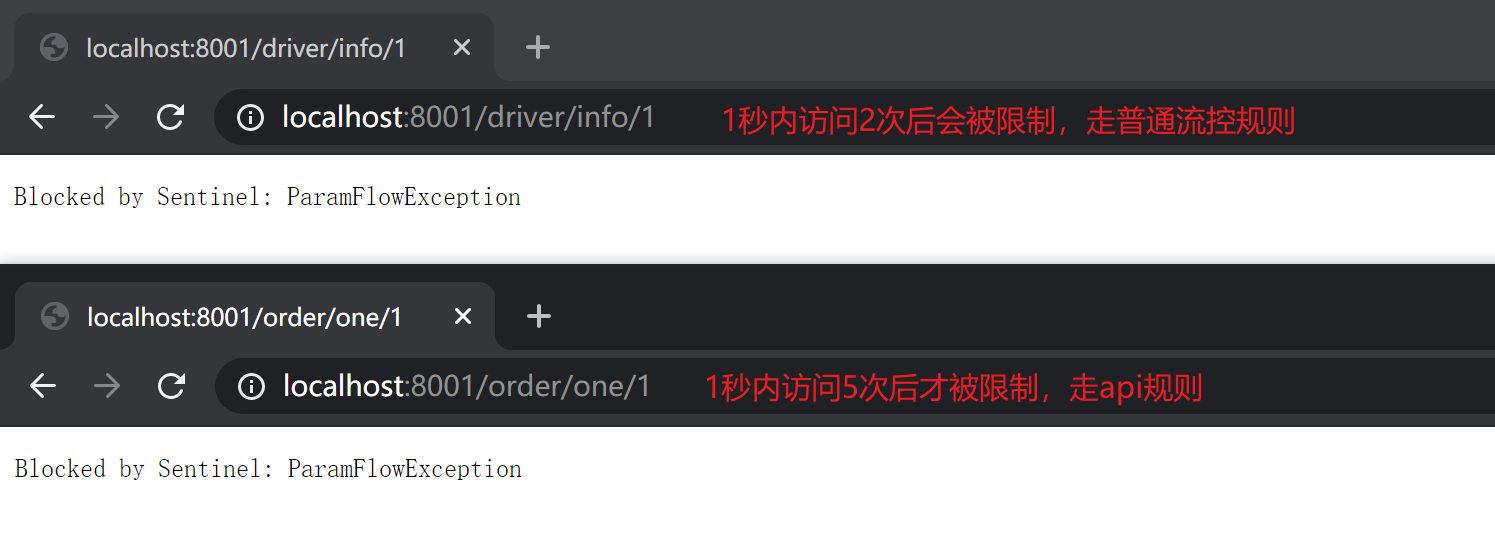 localhost:8001/driver/info/1
localhost:8001/driver/info/1 1秒内访问2次后会被限制，走普通流控规则
Blocked by Sentinel: ParamFlowException
localhost:8001/order/one/1
localhost:8001/order/one/1 1秒内访问5次后才被限制，走api规则
Blocked by Sentinel: ParamFlowException